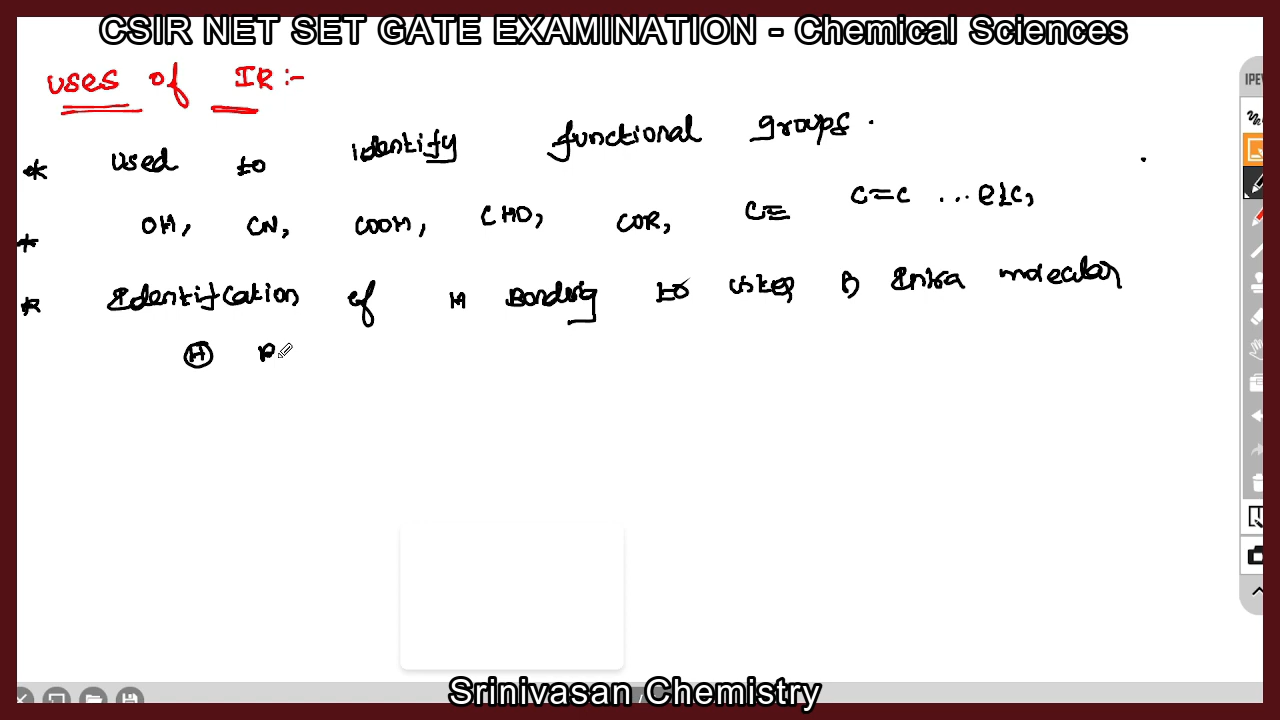 CSIR NET SET GATE EXAMINATION - Chemical Sciences
uses of IR :-
* used to identify functional groups.
* OH, CN, COOH, CHO, COR, C≡ C=C ... etc,
* Identification of H Bonding to inter & Intra molecular
H B
Srinivasan Chemistry